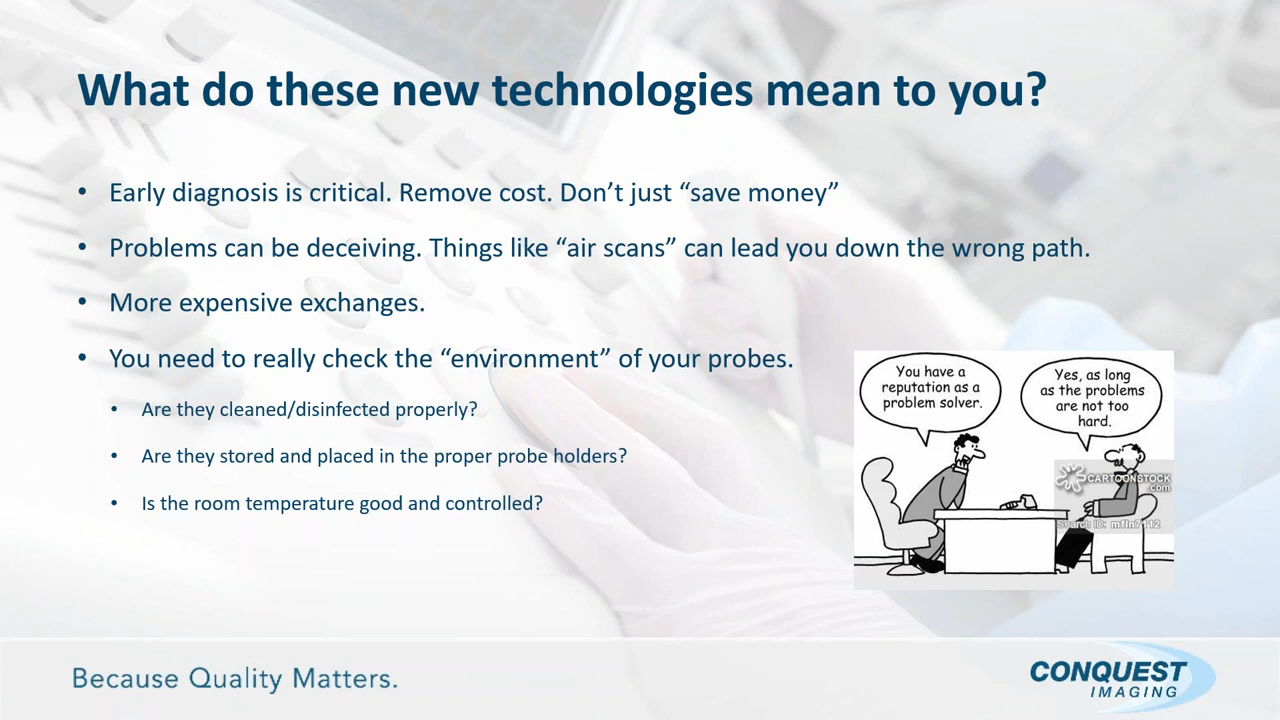 What do these new technologies mean to you?
• Early diagnosis is critical. Remove cost. Don’t just “save money”
• Problems can be deceiving. Things like “air scans” can lead you down the wrong path.
• More expensive exchanges.
• You need to really check the “environment” of your probes.
• Are they cleaned/disinfected properly?
• Are they stored and placed in the proper probe holders?
• Is the room temperature good and controlled?
You have a
reputation as a
problem solver.
Yes, as long
as the problems
are not too
hard.
CARTOONSTOCK
.com
Search ID: mfln7112
Because Quality Matters.
CONQUEST
IMAGING